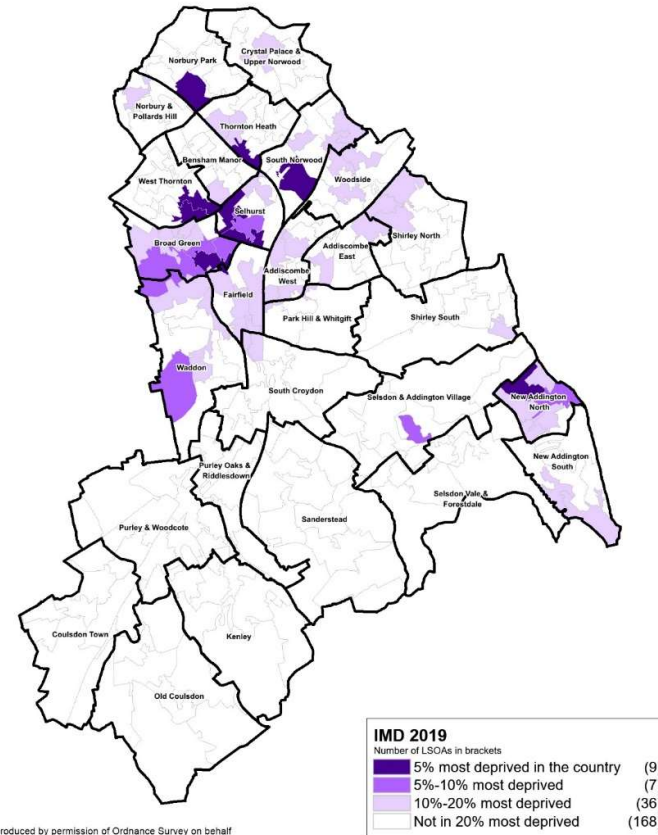 Norbury Park
Crystal Palace &
Upper Norwood
Norbury &
Pollards Hill
Thornton Heath
Bensham Manor
South Norwood
West Thornton
Woodside
Selhurst
Broad Green
Shirley North
Addiscombe
East
Addiscombe
West
Fairfield
Park Hill & Whitgift
Shirley South
Waddon
South Croydon
Selsdon & Addington Village
New Addington
North
New Addington
South
Purley Oaks &
Riddlesdown
Selsdon Vale &
Forestdale
Sanderstead
Purley & Woodcote
Coulsdon Town
Kenley
Old Coulsdon
IMD 2019
Number of LSOAs in brackets
5% most deprived in the country (9
5%-10% most deprived (7
10%-20% most deprived (36
Not in 20% most deprived (168
roduced by permission of Ordnance Survey on behalf